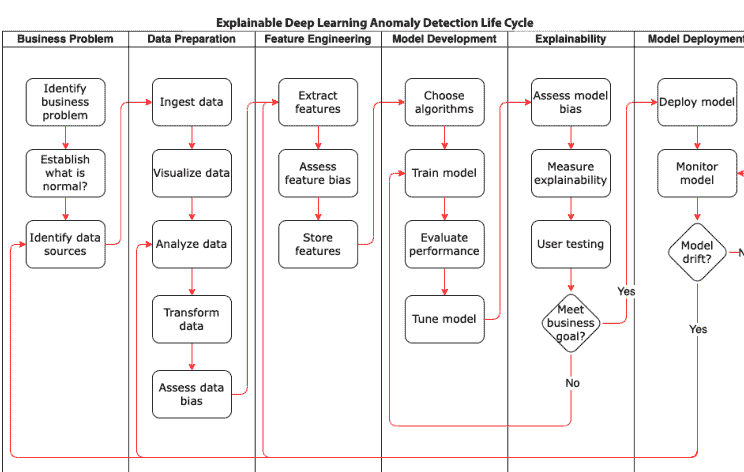 Explainable Deep Learning Anomaly Detection Life Cycle
Business Problem
Data Preparation
Feature Engineering
Model Development
Explainability
Model Deployment
Identify
business
problem
Establish
what is
normal?
Identify data
sources
Ingest data
Visualize data
Analyze data
Transform
data
Assess data
bias
Extract
features
Assess
feature bias
Store
features
Choose
algorithms
Train model
Evaluate
performance
Tune model
Assess model
bias
Measure
explainability
User testing
Meet
business
goal?
Yes
No
Deploy model
Monitor
model
Model
drift?
Yes